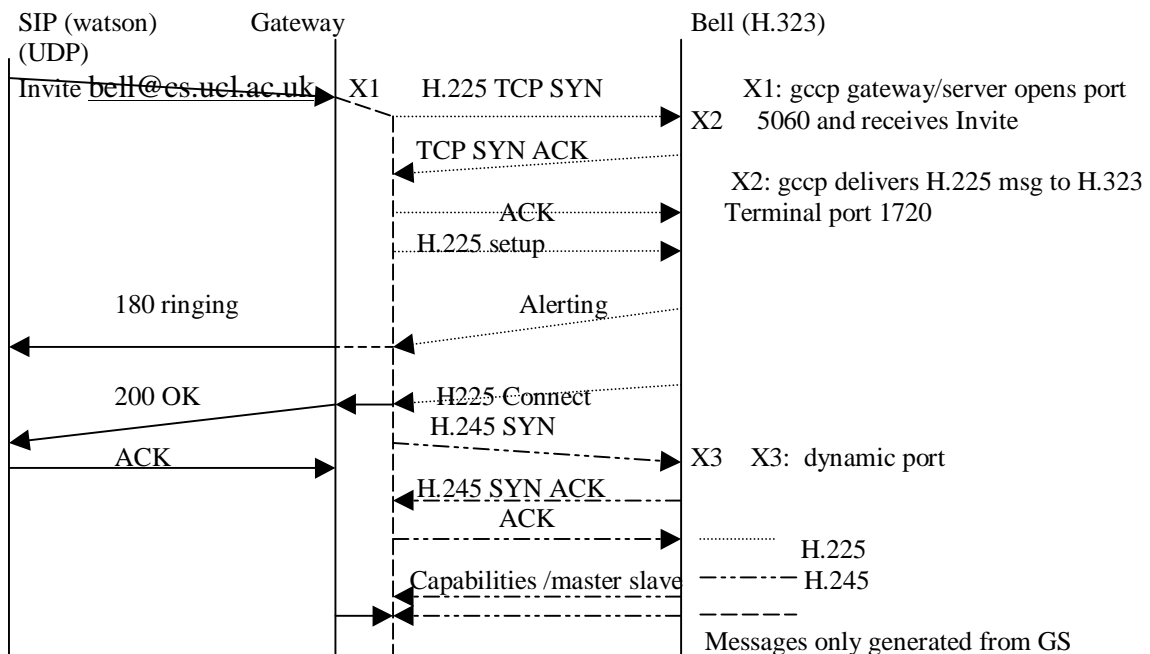 SIP (watson)
Gateway
Bell (H.323)
(UDP)
Invite bell@cs.ucl.ac.uk
X1
H.225 TCP SYN
X1: gccp gateway/server opens port
X2
5060 and receives Invite
TCP SYN ACK
X2: gccp delivers H.225 msg to H.323
Terminal port 1720
ACK
H.225 setup
180 ringing
Alerting
200 OK
H225 Connect
H.245 SYN
ACK
X3
X3: dynamic port
H.245 SYN ACK
ACK
H.225
Capabilities /master slave
H.245
Messages only generated from GS